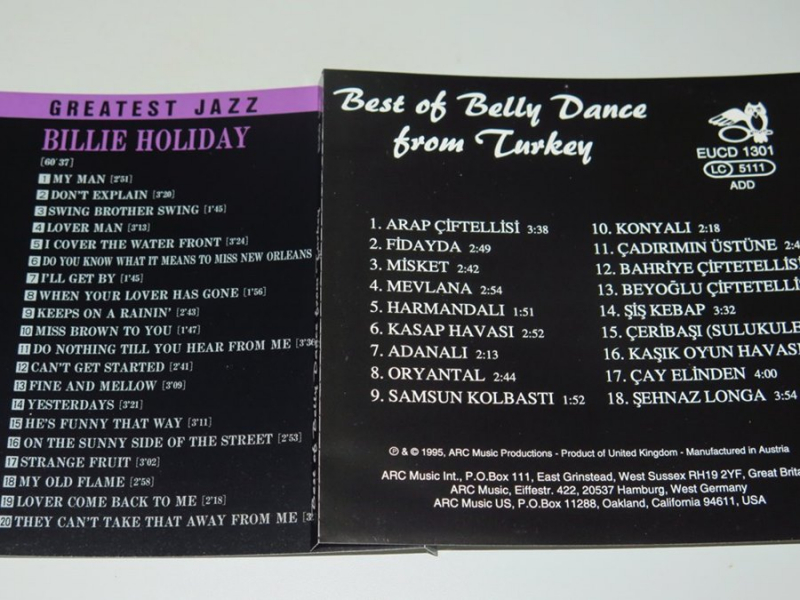 GREATEST JAZZ
BILLIE HOLIDAY
[60'37]
1 MY MAN [2'51]
2 DON'T EXPLAIN [3'20]
3 SWING BROTHER SWING [1'45]
4 LOVER MAN [3'13]
5 I COVER THE WATER FRONT [3'24]
6 DO YOU KNOW WHAT IT MEANS TO MISS NEW ORLEANS
7 I'LL GET BY [1'45]
8 WHEN YOUR LOVER HAS GONE [1'56]
9 KEEPS ON A RAININ' [2'43]
10 MISS BROWN TO YOU [1'47]
11 DO NOTHING TILL YOU HEAR FROM ME
12 CAN'T GET STARTED [2'41]
13 FINE AND MELLOW [3'09]
14 YESTERDAYS [3'21]
15 HE'S FUNNY THAT WAY [3'11]
16 ON THE SUNNY SIDE OF THE STREET [2'53]
17 STRANGE FRUIT [3'02]
18 MY OLD FLAME [2'58]
19 LOVER COME BACK TO ME [2'18]
20 THEY CAN'T TAKE THAT AWAY FROM ME
Best of Belly Dance
from Turkey
EUCD 1301
LC 5111
ADD
1. ARAP ÇİFTELLİSİ 3:38
2. FİDAYDA 2:49
3. MİSKET 2:42
4. MEVLANA 2:54
5. HARMANDALI 1:51
6. KASAP HAVASI 2:52
7. ADANALI 2:13
8. ORYANTAL 2:44
9. SAMSUN KOLBASTI 1:52
10. KONYALI 2:18
11. ÇADIRIMIN ÜSTÜNE
12. BAHRİYE ÇİFTETELLİSİ
13. BEYOĞLU ÇİFTETELLİ
14. ŞİŞ KEBAP 3:32
15. ÇERİBAŞI (SULUKULE
16. KAŞIK OYUN HAVASI
17. ÇAY ELİNDEN 4:00
18. ŞEHNAZ LONGA 3:54
℗ & © 1995, ARC Music Productions - Product of United Kingdom - Manufactured in Austria
ARC Music Int., P.O.Box 111, East Grinstead, West Sussex RH19 2YF, Great
ARC Music, Eiffestr. 422, 20537 Hamburg, West Germany
ARC Music US, P.O.Box 11288, Oakland, California 94611, USA